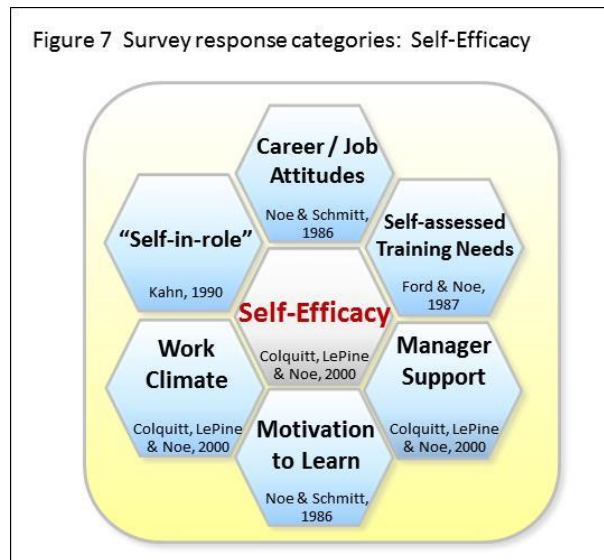 Figure 7 Survey response categories: Self-Efficacy
Career / Job
Attitudes
Noe & Schmitt,
1986
“Self-in-role”
Kahn, 1990
Self-assessed
Training Needs
Ford & Noe,
1987
Self-Efficacy
Colquitt, LePine
& Noe, 2000
Work
Climate
Colquitt, LePine
& Noe, 2000
Manager
Support
Colquitt, LePine
& Noe, 2000
Motivation
to Learn
Noe & Schmitt,
1986